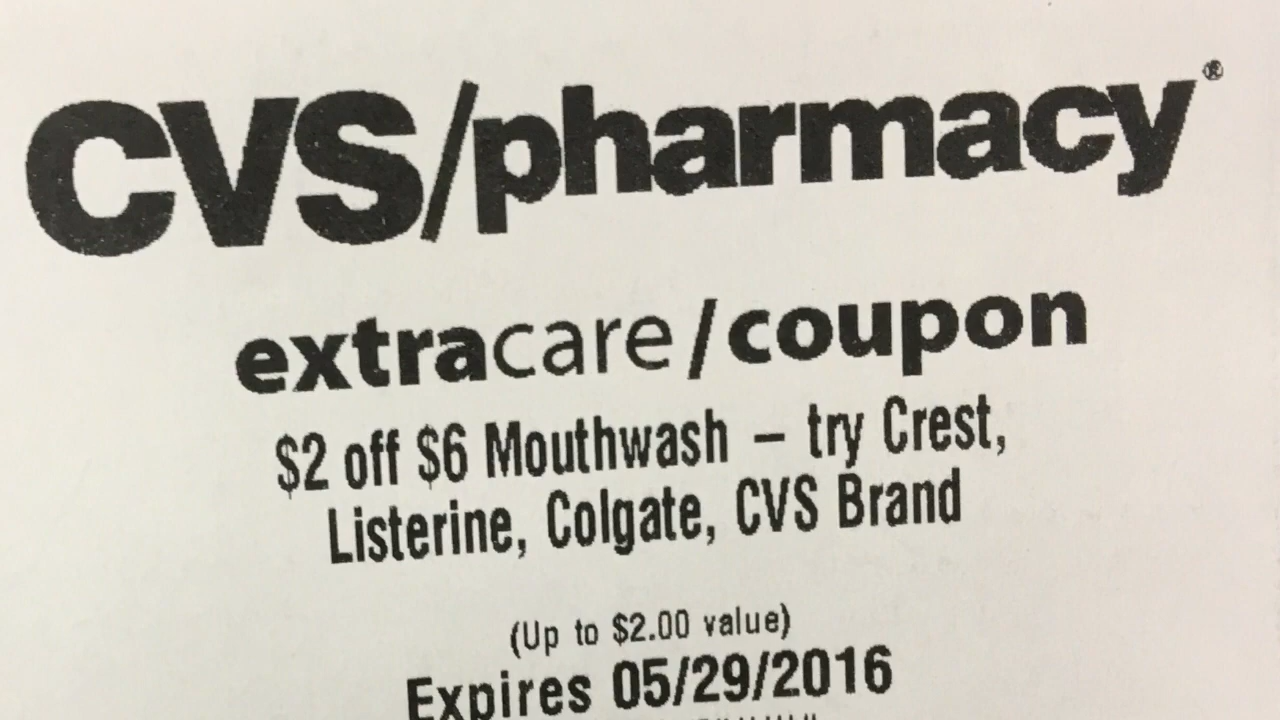 CVS/pharmacy®
extracare/coupon
$2 off $6 Mouthwash – try Crest,
Listerine, Colgate, CVS Brand
(Up to $2.00 value)
Expires 05/29/2016